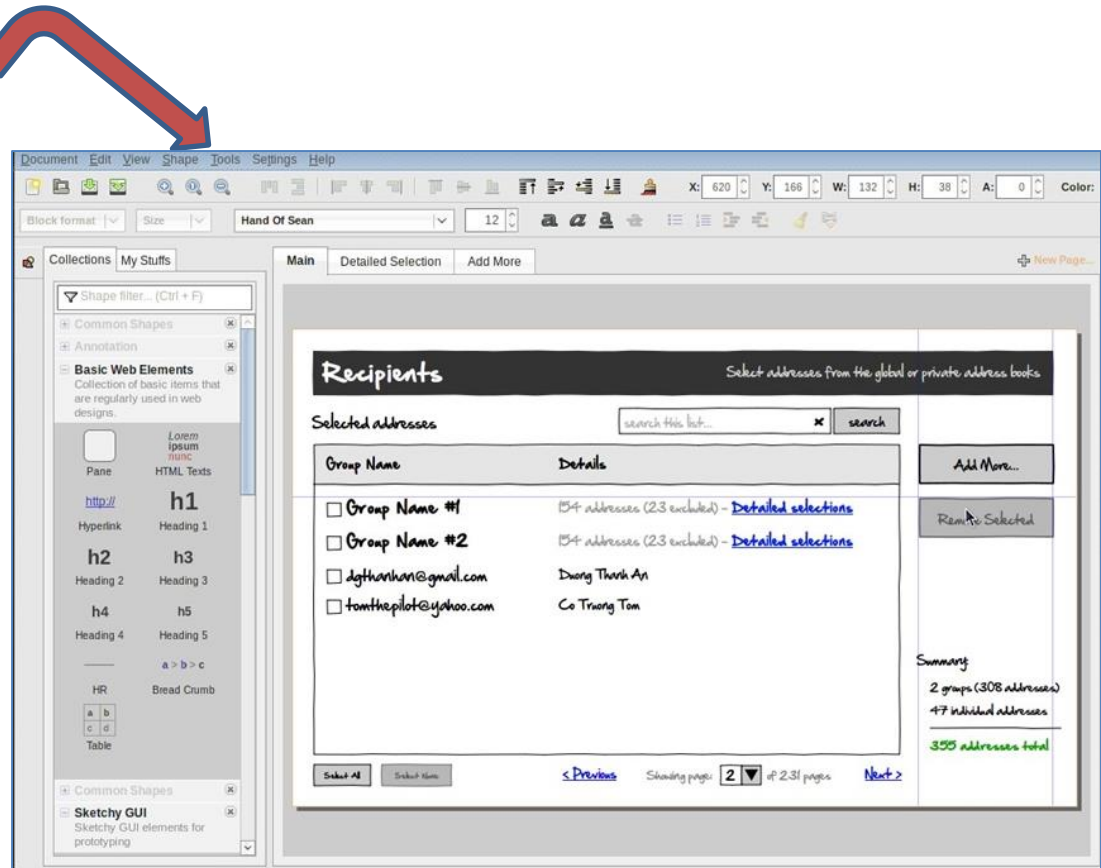 Document Edit View Shape Tools Settings Help
X: 620 Y: 166 W: 132 H: 38 A: 0 Color:
Block format Size Hand Of Sean 12 a a a a
Collections My Stuffs
Main Detailed Selection Add More
New Page...
Shape filter... (Ctrl + F)
Common Shapes
Annotation
Basic Web Elements
Collection of basic items that
are regularly used in web
designs.
Lorem
ipsum
nunc
Pane HTML Texts
http:// h1
Hyperlink Heading 1
h2 h3
Heading 2 Heading 3
h4 h5
Heading 4 Heading 5
a > b > c
HR Bread Crumb
a b
c d
Table
Common Shapes
Sketchy GUI
Sketchy GUI elements for
prototyping
Recipients
Select addresses from the global or private address books
Selected addresses
search this list... search
Group Name Details
Group Name #1 154 addresses (23 excluded) - Detailed selections
Group Name #2 154 addresses (23 excluded) - Detailed selections
dgthanhan@gmail.com Duong Thanh An
tomthepilot@yahoo.com Co Truong Tom
Select All Select None
< Previous Showing page: 2 of 231 pages Next >
Add More...
Remove Selected
Summary:
2 groups (308 addresses)
47 individual addresses
355 addresses total